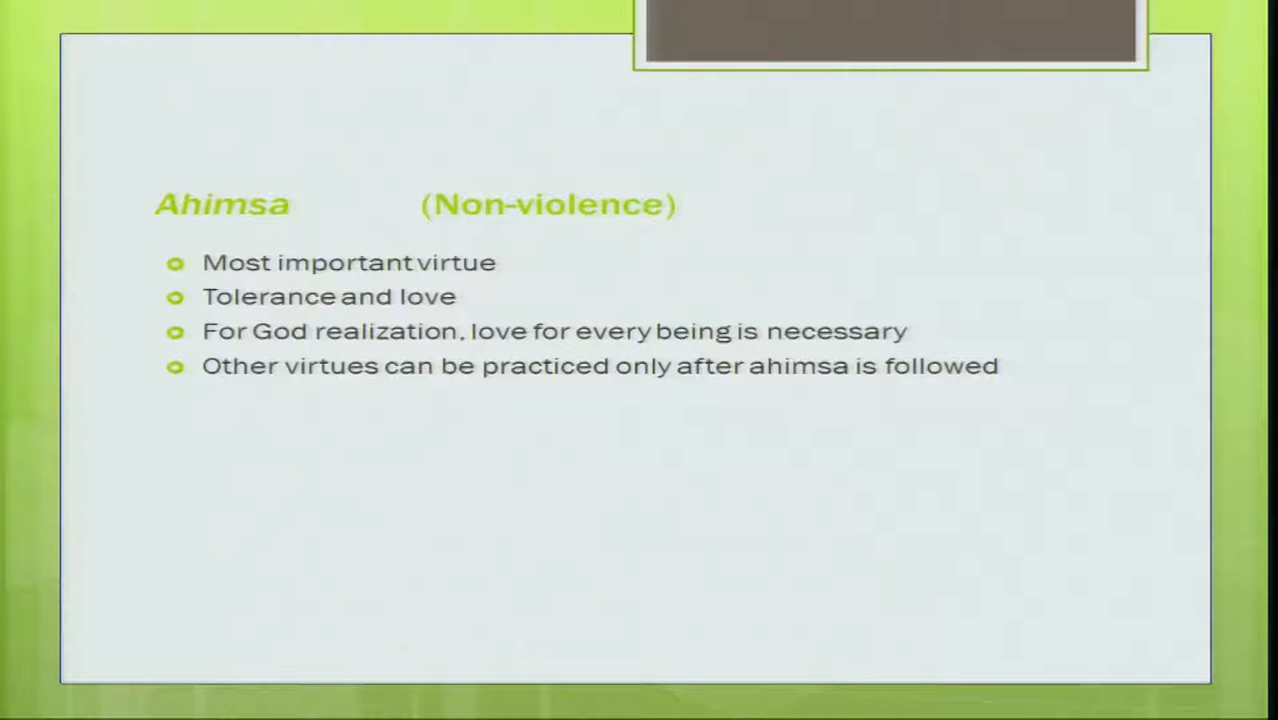 Ahimsa (Non-violence)
Most important virtue
Tolerance and love
For God realization, love for every being is necessary
Other virtues can be practiced only after ahimsa is followed